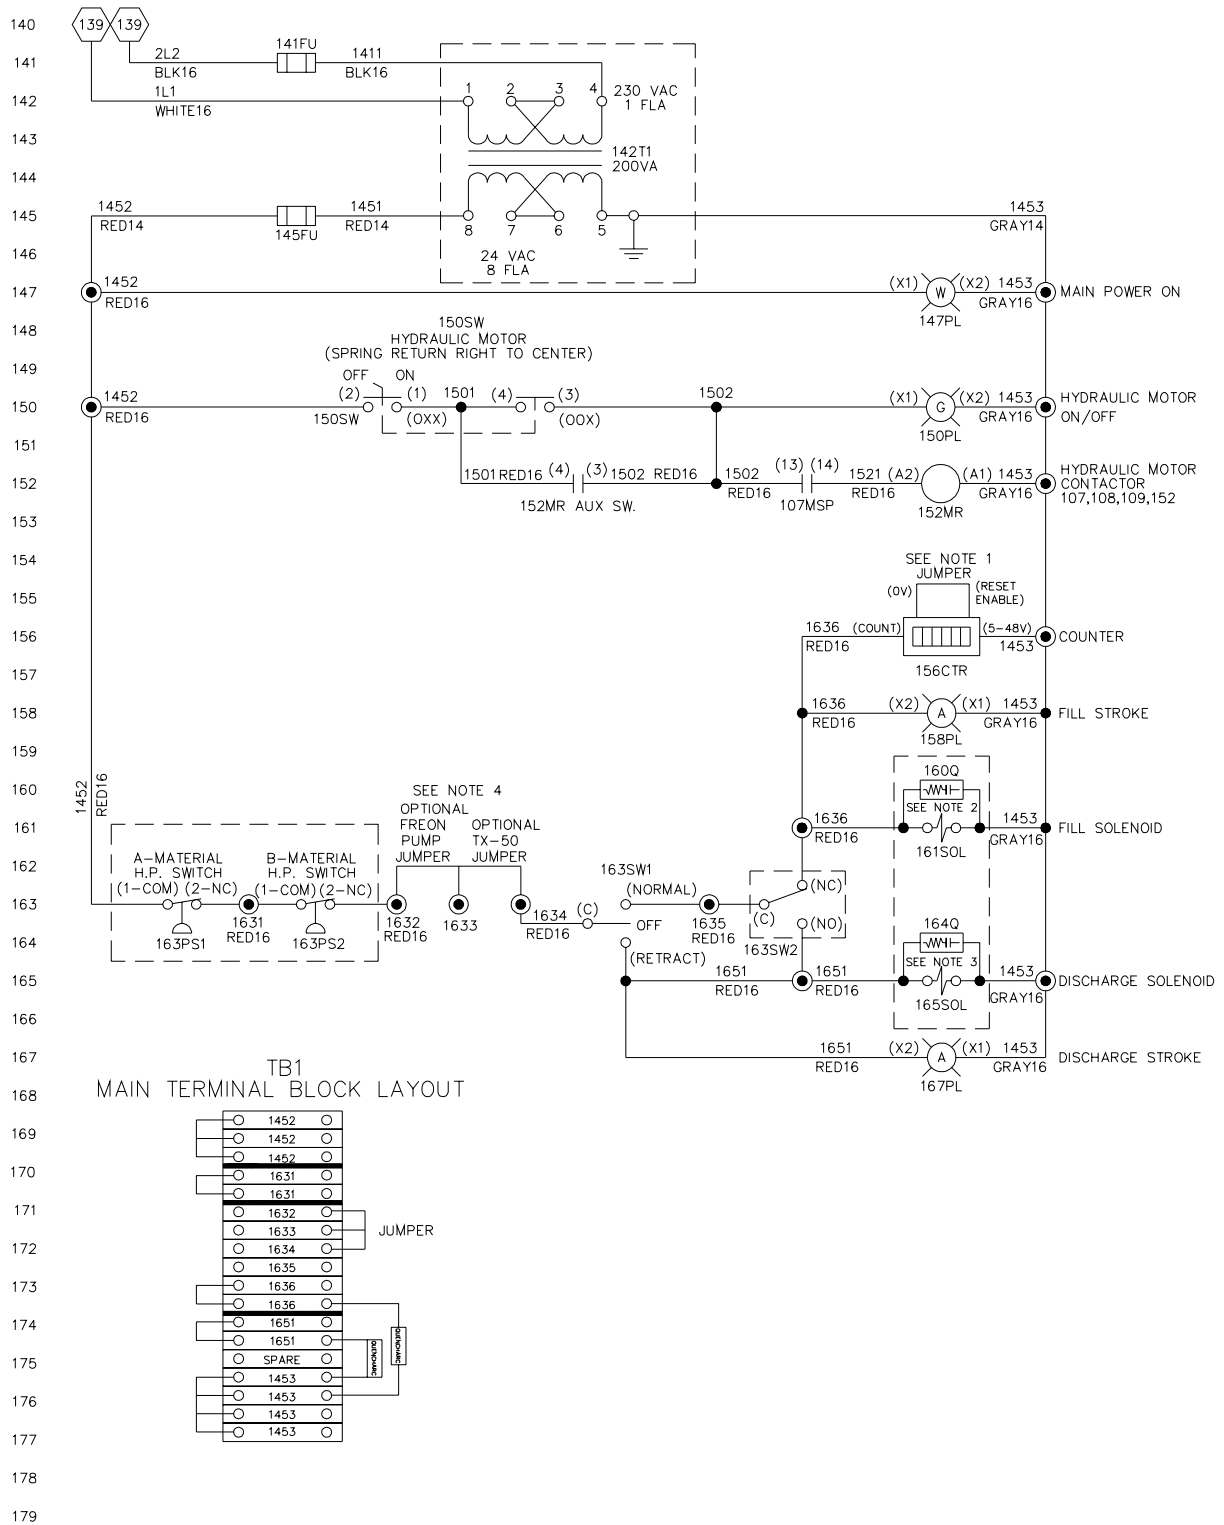 140 139 139
141 2L2 BLK16 141FU 1411 BLK16
142 1L1 WHITE16 1 2 3 4 230 VAC
1 FLA
143 142T1
200VA
144
145 1452 RED14 145FU 1451 RED14 8 7 6 5 1453 GRAY14
146 24 VAC
8 FLA
147 1452 RED16 (X1) W (X2) 1453 GRAY16 MAIN POWER ON
147PL
148 150SW
HYDRAULIC MOTOR
(SPRING RETURN RIGHT TO CENTER)
149 OFF ON
150 1452 RED16 (2) (1) 1501 (4) (3) 1502 (X1) G (X2) 1453 GRAY16 HYDRAULIC MOTOR
ON/OFF
150SW (OXX) (OOX) 150PL
151
152 1501 RED16 (4) (3) 1502 RED16 1502 RED16 (13) (14) 1521 RED16 (A2) (A1) 1453 GRAY16 HYDRAULIC MOTOR
CONTACTOR
107,108,109,152
152MR AUX SW. 107MSP 152MR
153
154 SEE NOTE 1
JUMPER
155 (0V) (RESET
ENABLE)
156 1636 RED16 (COUNT) (5-48V) 1453 COUNTER
157 156CTR
158 1636 RED16 (X2) A (X1) 1453 GRAY16 FILL STROKE
158PL
159
160 1452 RED16 SEE NOTE 4 160Q
SEE NOTE 2
161 OPTIONAL
FREON
PUMP
JUMPER
OPTIONAL
TX-50
JUMPER
1636 RED16 1453 GRAY16 FILL SOLENOID
161SOL
162 A-MATERIAL
H.P. SWITCH
B-MATERIAL
H.P. SWITCH
163SW1
163 (1-COM) (2-NC) (1-COM) (2-NC) (NORMAL) (NC)
1631 RED16 1632 RED16 1633 1634 RED16 (C) OFF 1635 RED16 (C) (NO)
164 163PS1 163PS2 (RETRACT) 163SW2 164Q
SEE NOTE 3
165 1651 RED16 1651 RED16 1453 GRAY16 DISCHARGE SOLENOID
165SOL
166
167 1651 RED16 (X2) A (X1) 1453 GRAY16 DISCHARGE STROKE
167PL
TB1
168 MAIN TERMINAL BLOCK LAYOUT
1452
169 1452
1452
170 1631
1631
171 1632
1633 JUMPER
172 1634
1635
173 1636
1636
174 1651
1651 QUENCHARC QUENCHARC
175 SPARE
1453
176 1453
1453
177 1453
178
179